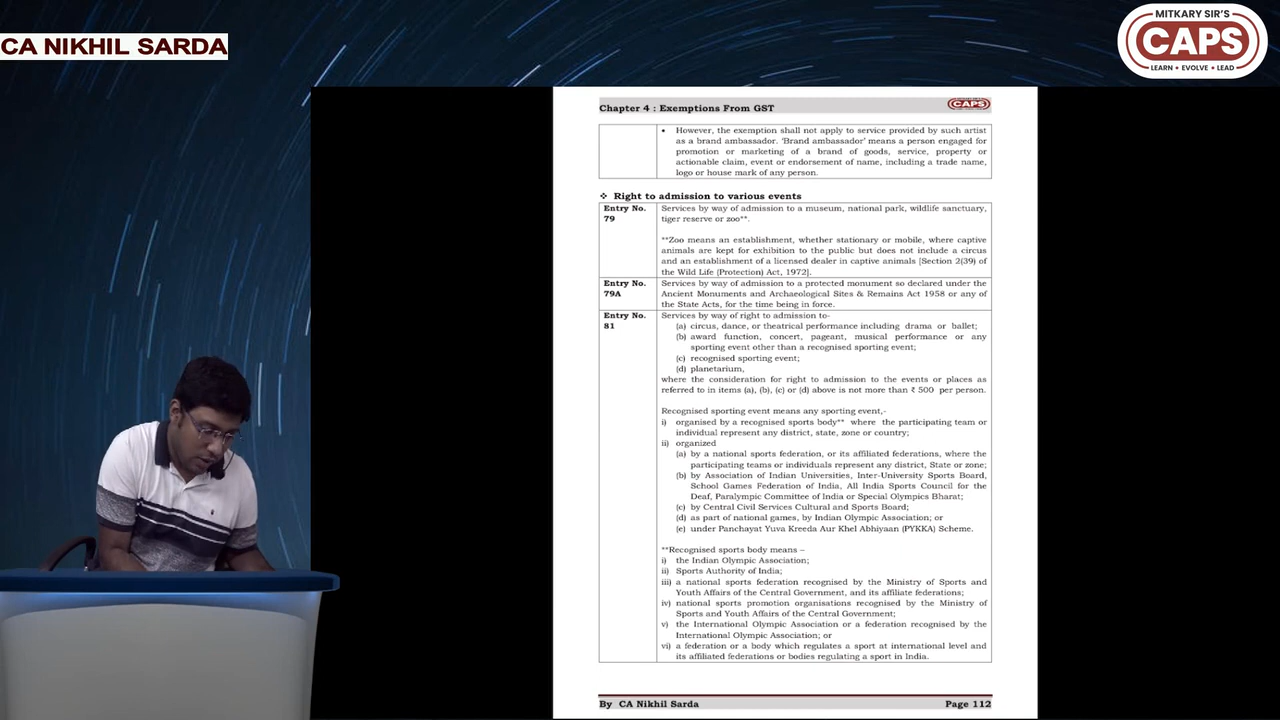 CA NIKHIL SARDA
MITKARY SIR'S
CAPS
LEARN • EVOLVE • LEAD
Chapter 4 : Exemptions From GST
CAPS
• However, the exemption shall not apply to service provided by such artist
as a brand ambassador. 'Brand ambassador' means a person engaged for
promotion or marketing of a brand of goods, service, property or
actionable claim, event or endorsement of name, including a trade name,
logo or house mark of any person.
❖ Right to admission to various events
Entry No.
79
Services by way of admission to a museum, national park, wildlife sanctuary,
tiger reserve or zoo**.
**Zoo means an establishment, whether stationary or mobile, where captive
animals are kept for exhibition to the public but does not include a circus
and an establishment of a licensed dealer in captive animals [Section 2(39) of
the Wild Life (Protection) Act, 1972].
Entry No.
79A
Services by way of admission to a protected monument so declared under the
Ancient Monuments and Archaeological Sites & Remains Act 1958 or any of
the State Acts, for the time being in force.
Entry No.
81
Services by way of right to admission to-
(a) circus, dance, or theatrical performance including drama or ballet;
(b) award function, concert, pageant, musical performance or any
sporting event other than a recognised sporting event;
(c) recognised sporting event;
(d) planetarium,
where the consideration for right to admission to the events or places as
referred to in items (a), (b), (c) or (d) above is not more than ₹ 500 per person.
Recognised sporting event means any sporting event,-
i) organised by a recognised sports body** where the participating team or
individual represent any district, state, zone or country;
ii) organized
(a) by a national sports federation, or its affiliated federations, where the
participating teams or individuals represent any district, State or zone;
(b) by Association of Indian Universities, Inter-University Sports Board,
School Games Federation of India, All India Sports Council for the
Deaf, Paralympic Committee of India or Special Olympics Bharat;
(c) by Central Civil Services Cultural and Sports Board;
(d) as part of national games, by Indian Olympic Association; or
(e) under Panchayat Yuva Kreeda Aur Khel Abhiyaan (PYKKA) Scheme.
**Recognised sports body means –
i) the Indian Olympic Association;
ii) Sports Authority of India;
iii) a national sports federation recognised by the Ministry of Sports and
Youth Affairs of the Central Government, and its affiliate federations;
iv) national sports promotion organisations recognised by the Ministry of
Sports and Youth Affairs of the Central Government;
v) the International Olympic Association or a federation recognised by the
International Olympic Association; or
vi) a federation or a body which regulates a sport at international level and
its affiliated federations or bodies regulating a sport in India.
By CA Nikhil Sarda
Page 112